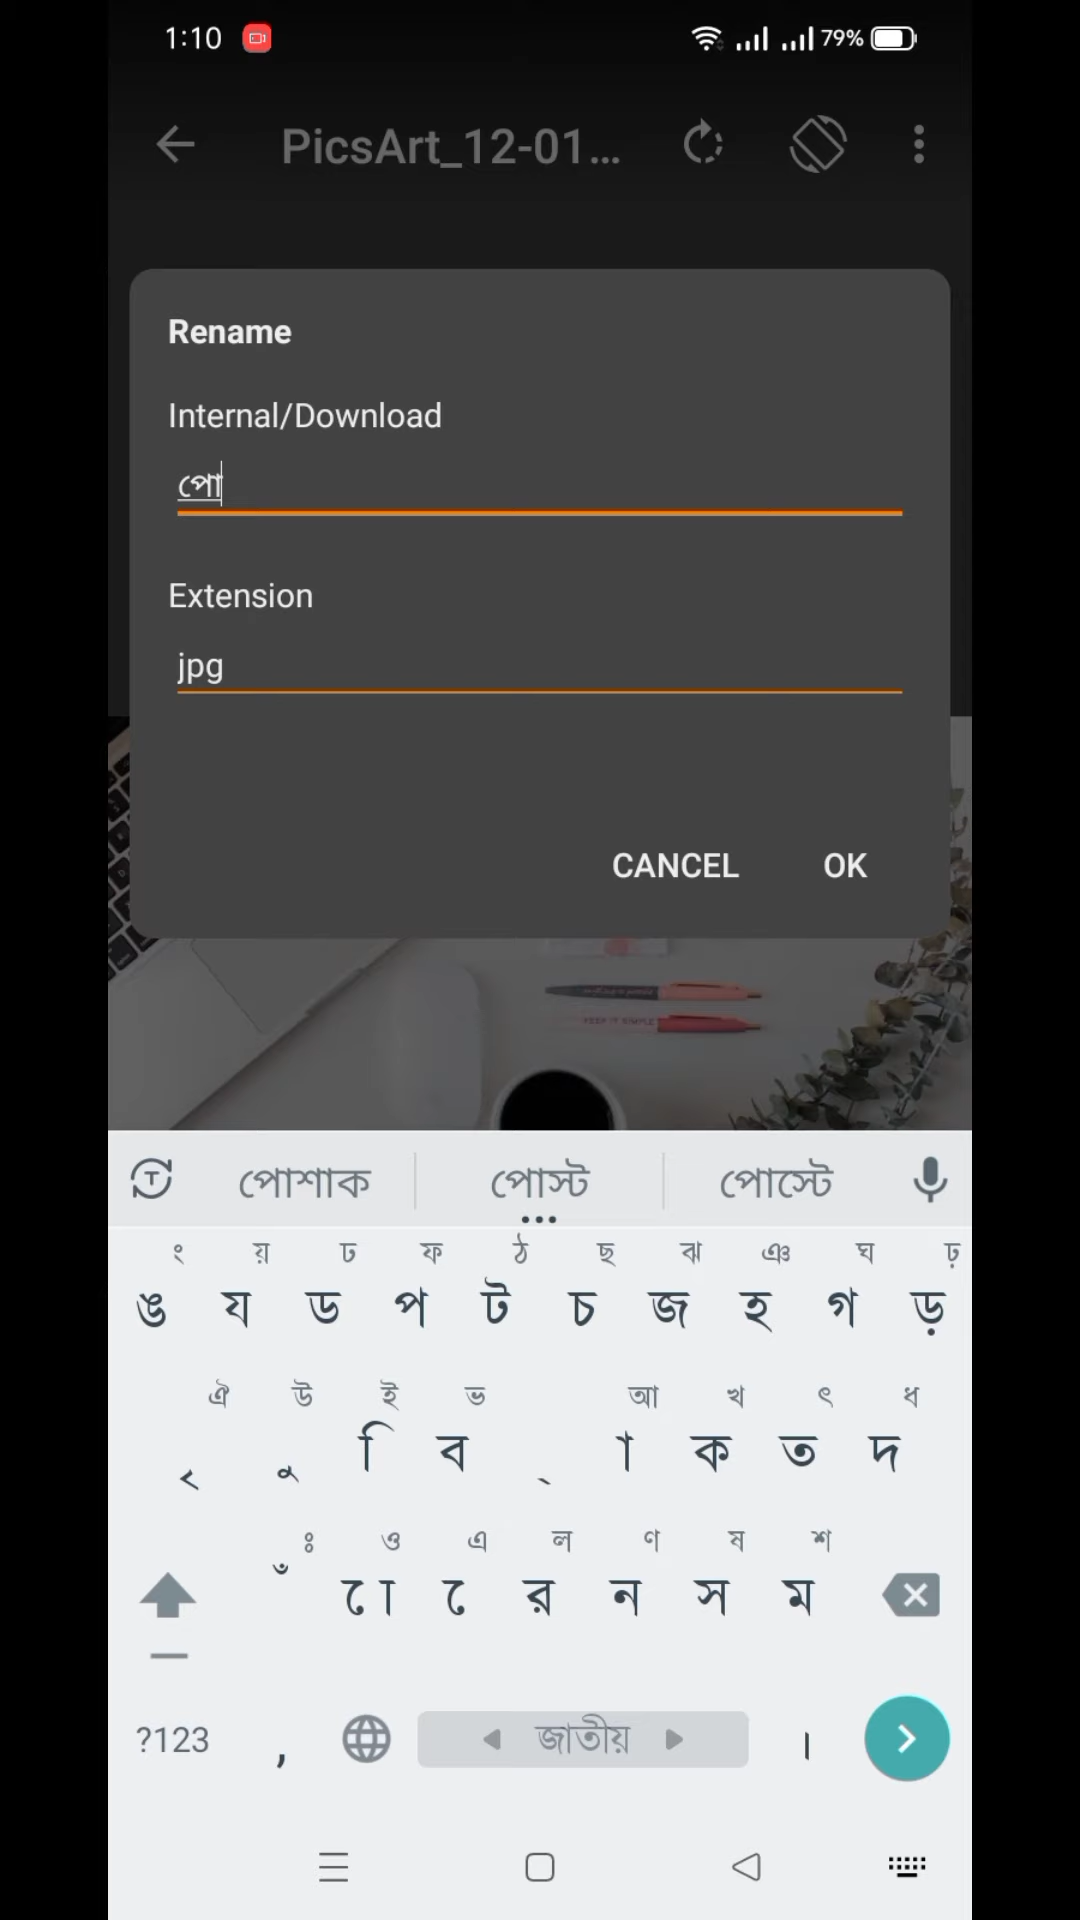 1:10 79%
PicsArt_12-01...
Rename
Internal/Download
পো
Extension
jpg
CANCEL OK
পোশাক পোস্ট পোস্টে
ং য় ঢ ফ ঠ ছ ঝ ঞ ঘ ঢ়
ঙ য ড প ট চ জ হ গ ড়
ঐ উ ই ভ আ খ ৎ ধ
ৃ ু ি ব ্ া ক ত দ
ঃ ও এ ল ণ ষ শ
ঁ ো ে র ন স ম
?123 , জাতীয় ।